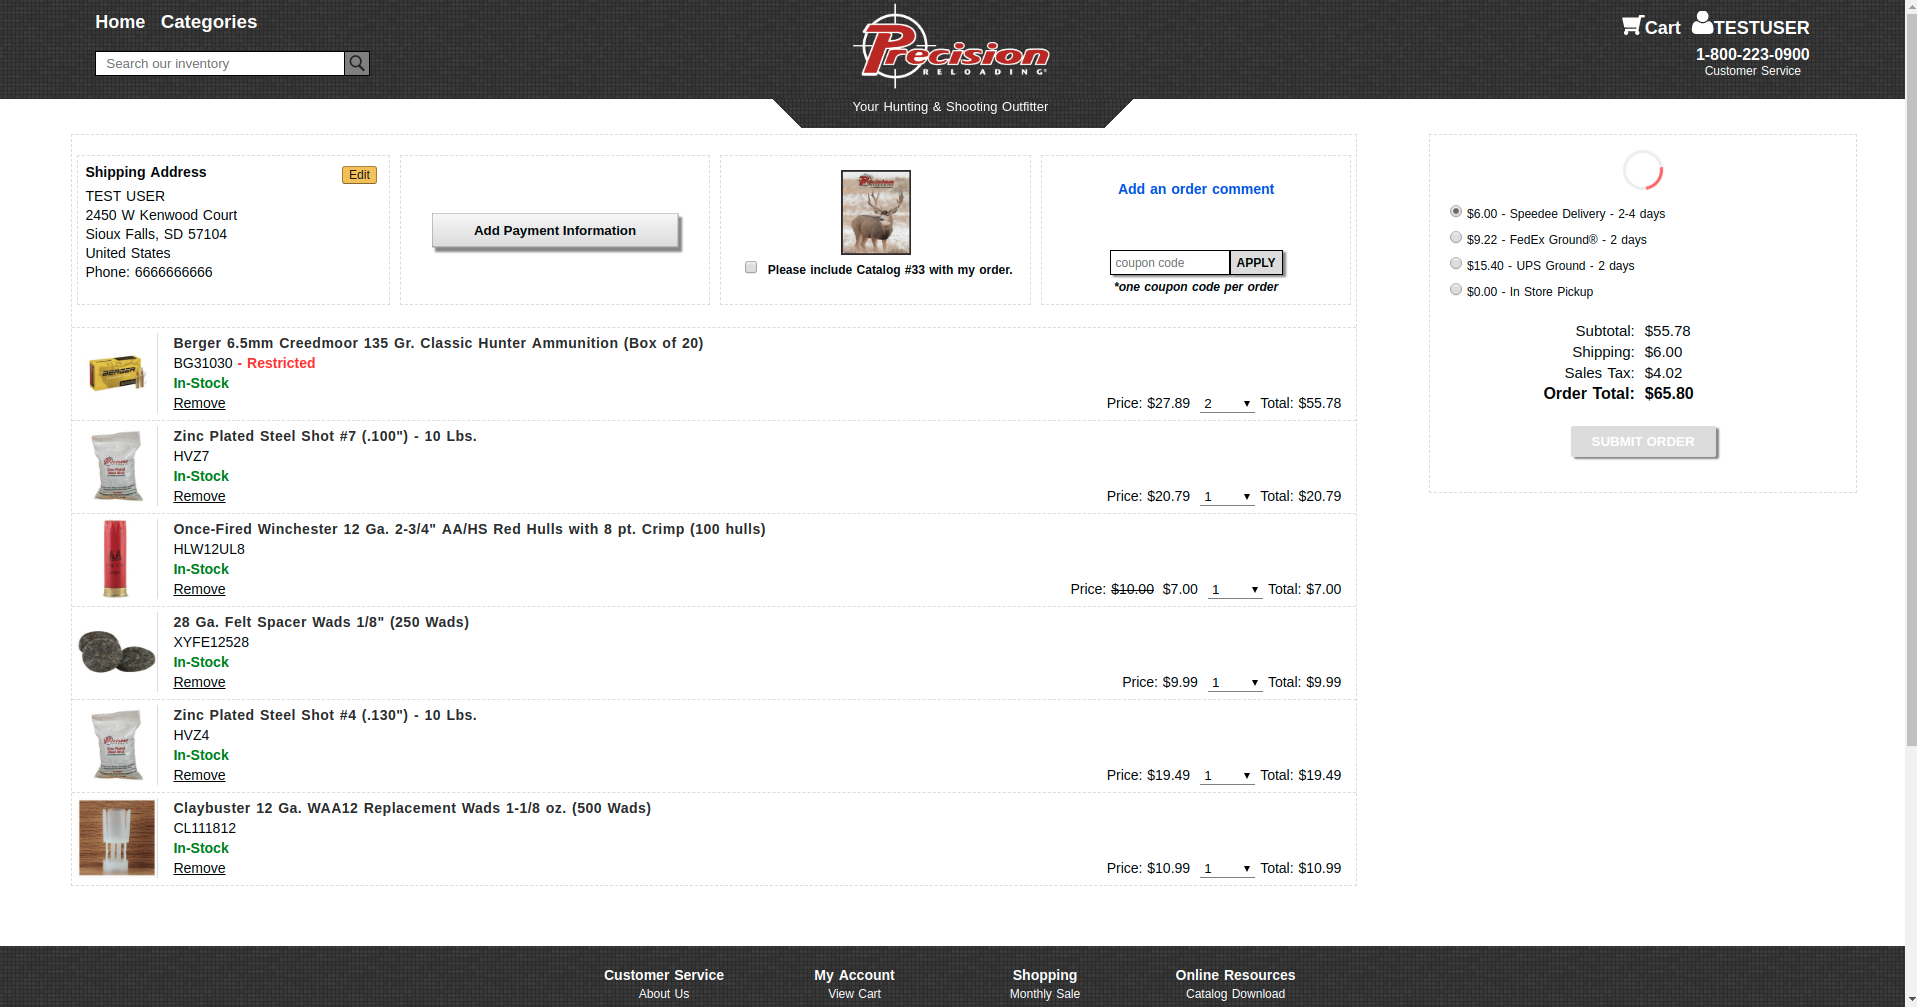 Home Categories
Search our inventory
Precision
RELOADING
Your Hunting & Shooting Outfitter
Cart TESTUSER
1-800-223-0900
Customer Service
Shipping Address
Edit
TEST USER
2450 W Kenwood Court
Sioux Falls, SD 57104
United States
Phone: 6666666666
Add Payment Information
Please include Catalog #33 with my order.
Add an order comment
coupon code APPLY
*one coupon code per order
Berger 6.5mm Creedmoor 135 Gr. Classic Hunter Ammunition (Box of 20)
BG31030 - Restricted
In-Stock
Remove
Price: $27.89 2 Total: $55.78
Zinc Plated Steel Shot #7 (.100") - 10 Lbs.
HVZ7
In-Stock
Remove
Price: $20.79 1 Total: $20.79
Once-Fired Winchester 12 Ga. 2-3/4" AA/HS Red Hulls with 8 pt. Crimp (100 hulls)
HLW12UL8
In-Stock
Remove
Price: $10.00 $7.00 1 Total: $7.00
28 Ga. Felt Spacer Wads 1/8" (250 Wads)
XYFE12528
In-Stock
Remove
Price: $9.99 1 Total: $9.99
Zinc Plated Steel Shot #4 (.130") - 10 Lbs.
HVZ4
In-Stock
Remove
Price: $19.49 1 Total: $19.49
Claybuster 12 Ga. WAA12 Replacement Wads 1-1/8 oz. (500 Wads)
CL111812
In-Stock
Remove
Price: $10.99 1 Total: $10.99
$6.00 - Speedee Delivery - 2-4 days
$9.22 - FedEx Ground® - 2 days
$15.40 - UPS Ground - 2 days
$0.00 - In Store Pickup
Subtotal: $55.78
Shipping: $6.00
Sales Tax: $4.02
Order Total: $65.80
SUBMIT ORDER
Customer Service
About Us
My Account
View Cart
Shopping
Monthly Sale
Online Resources
Catalog Download